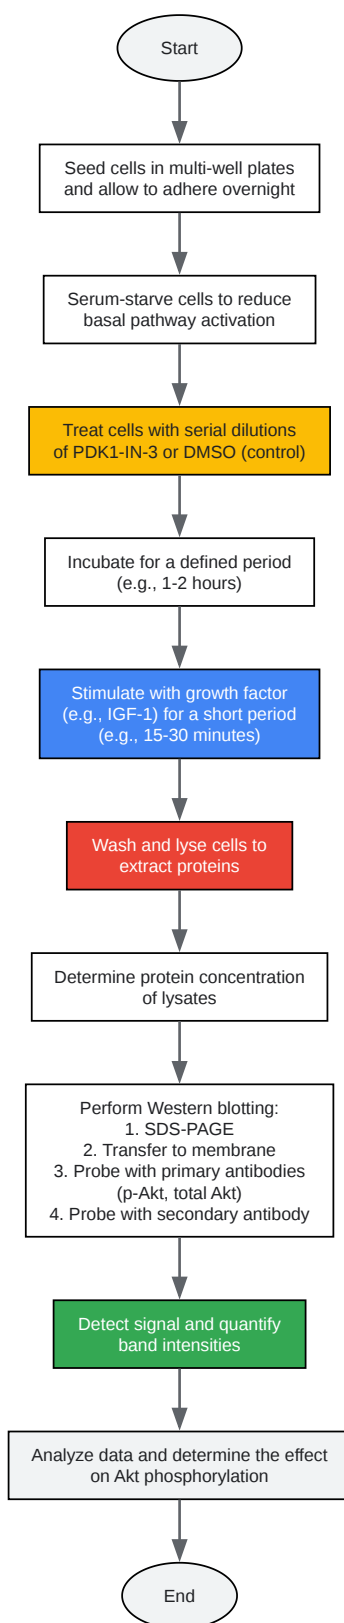 Start
Seed cells in multi-well plates
and allow to adhere overnight
Serum-starve cells to reduce
basal pathway activation
Treat cells with serial dilutions
of PDK1-IN-3 or DMSO (control)
Incubate for a defined period
(e.g., 1-2 hours)
Stimulate with growth factor
(e.g., IGF-1) for a short period
(e.g., 15-30 minutes)
Wash and lyse cells to
extract proteins
Determine protein concentration
of lysates
Perform Western blotting:
1. SDS-PAGE
2. Transfer to membrane
3. Probe with primary antibodies
(p-Akt, total Akt)
4. Probe with secondary antibody
Detect signal and quantify
band intensities
Analyze data and determine the effect
on Akt phosphorylation
End